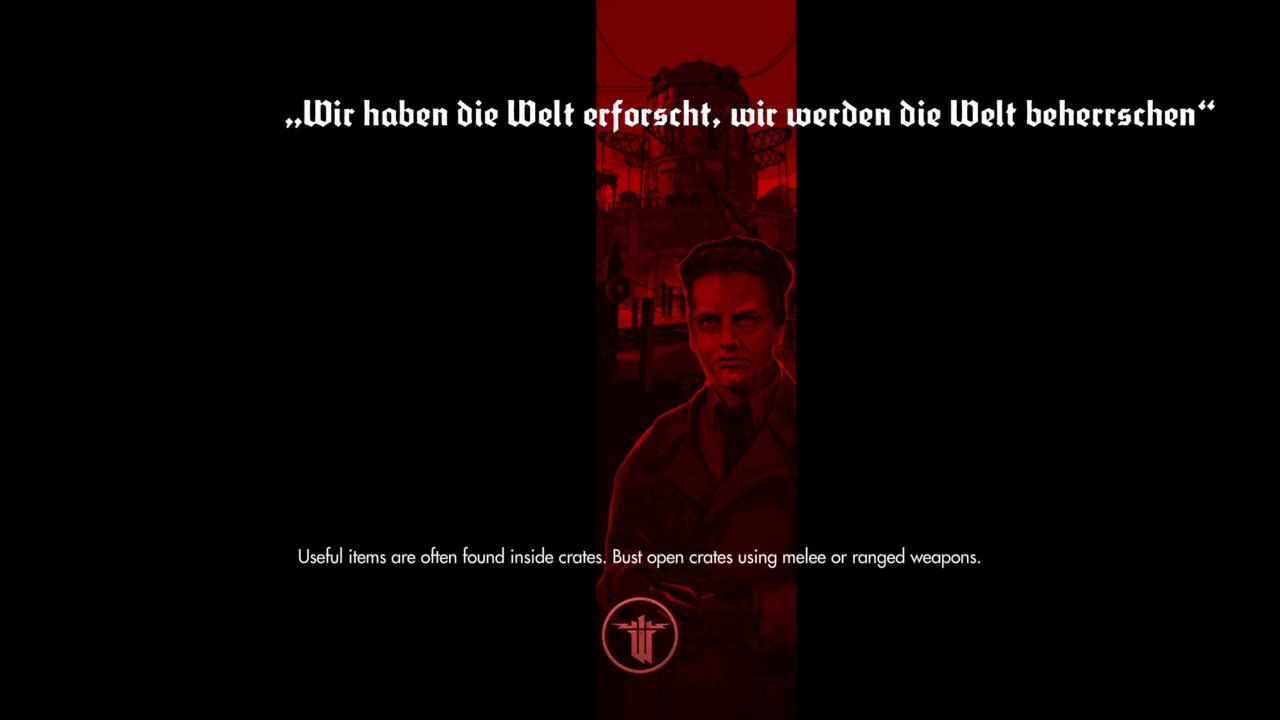 „Wir haben die Welt erforscht, wir werden die Welt beherrschen“
Useful items are often found inside crates. Bust open crates using melee or ranged weapons.